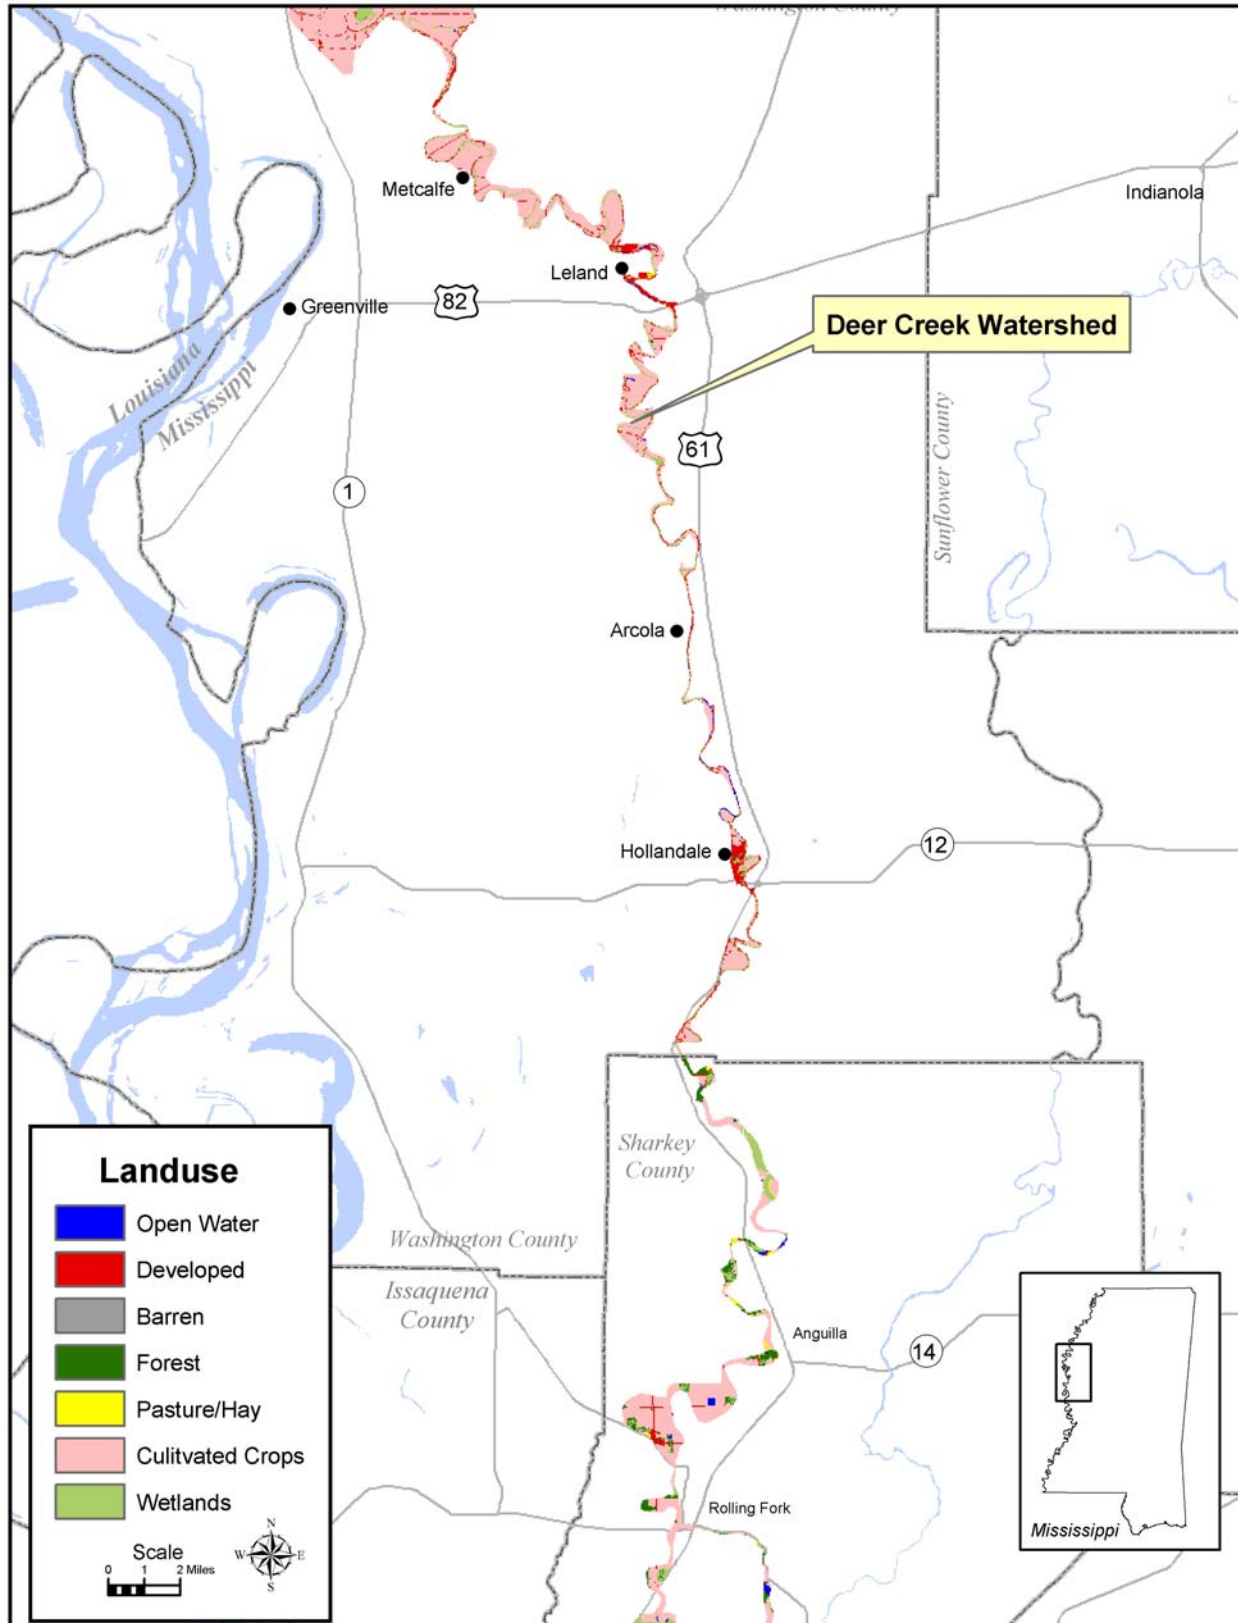 Washington County
Indianola
Metcalfe
Leland
Greenville
82
Deer Creek Watershed
Louisiana
Mississippi
61
Sunflower County
1
Arcola
Hollandale
12
Sharkey
County
Washington County
Issaquena
County
Anguilla
14
Rolling Fork
Landuse
Open Water
Developed
Barren
Forest
Pasture/Hay
Culitvated Crops
Wetlands
Scale
0 1 2 Miles
N
W E
S
Mississippi